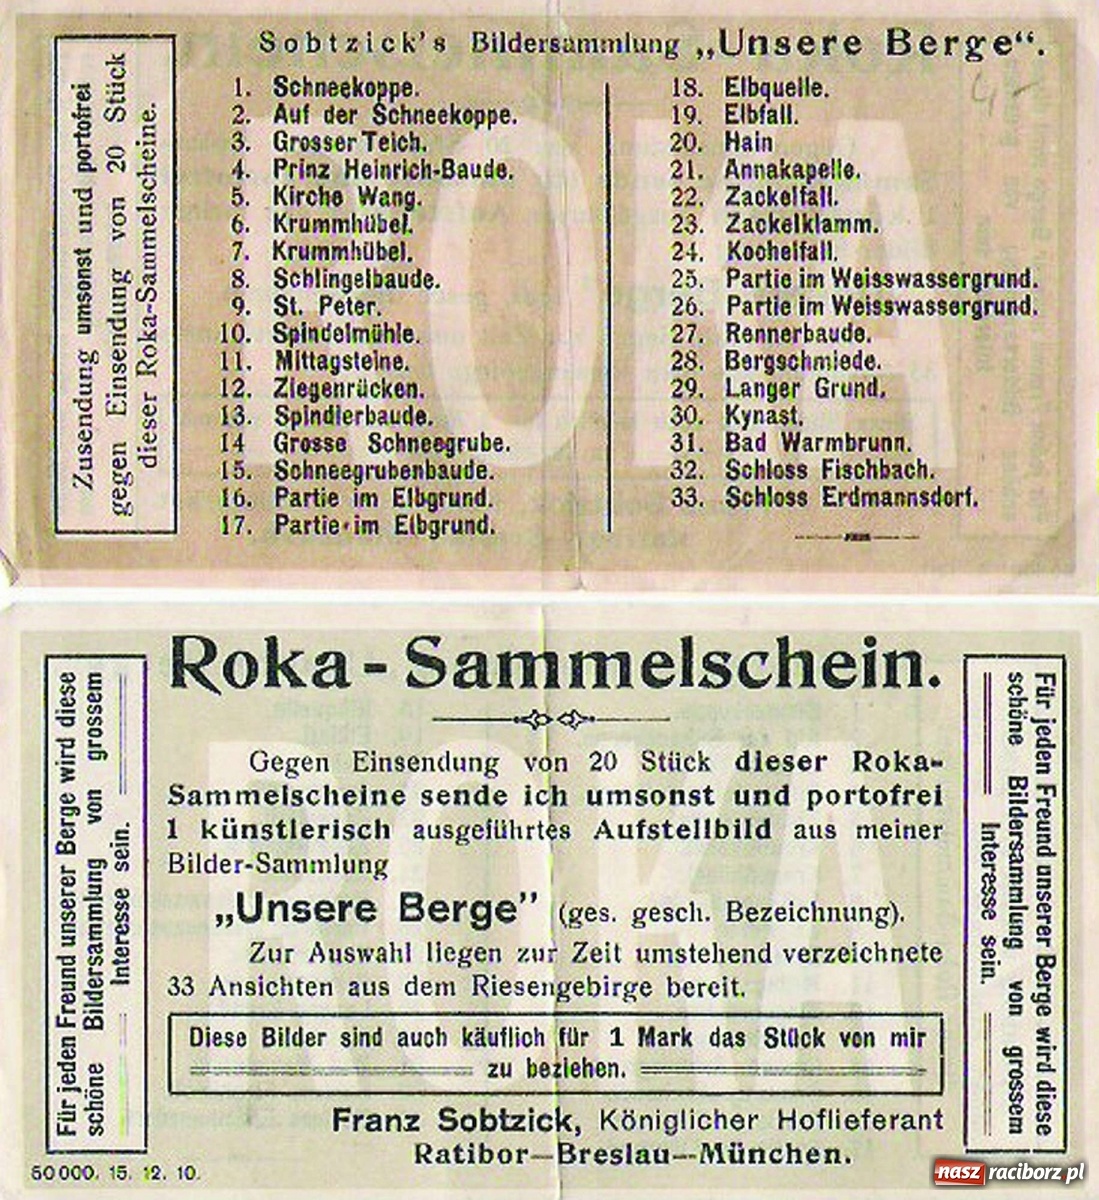 Sobtzick's Bildersammlung „Unsere Berge“.
Zusendung umsonst und portofrei
gegen Einsendung von 20 Stück
dieser Roka-Sammelscheine.
1. Schneekoppe.
2. Auf der Schneekoppe.
3. Grosser Teich.
4. Prinz Heinrich-Baude.
5. Kirche Wang.
6. Krummhübel.
7. Krummhübel.
8. Schlingelbaude.
9. St. Peter.
10. Spindelmühle.
11. Mittagsteine.
12. Ziegenrücken.
13. Spindlerbaude.
14 Grosse Schneegrube.
15. Schneegrubenbaude.
16. Partie im Elbgrund.
17. Partie im Elbgrund.
18. Elbquelle.
19. Elbfall.
20. Hain
21. Annakapelle.
22. Zackelfall.
23. Zackelklamm.
24. Kochelfall.
25. Partie im Weisswassergrund.
26. Partie im Weisswassergrund.
27. Rennerbaude.
28. Bergschmiede.
29. Langer Grund.
30. Kynast.
31. Bad Warmbrunn.
32. Schloss Fischbach.
33. Schloss Erdmannsdorf.
4,-
ROKA
Roka-Sammelschein.
Für jeden Freund unserer Berge wird diese
schöne Bildersammlung von grossem
Interesse sein.
Gegen Einsendung von 20 Stück dieser Roka-
Sammelscheine sende ich umsonst und portofrei
1 künstlerisch ausgeführtes Aufstellbild aus meiner
Bilder-Sammlung
„Unsere Berge“ (ges. gesch. Bezeichnung).
Zur Auswahl liegen zur Zeit umstehend verzeichnete
33 Ansichten aus dem Riesengebirge bereit.
Diese Bilder sind auch käuflich für 1 Mark das Stück von mir
zu beziehen.
Franz Sobtzick, Königlicher Hoflieferant
Ratibor—Breslau—München.
Für jeden Freund unserer Berge wird diese
schöne Bildersammlung von grossem
Interesse sein.
ROKA
50000. 15. 12. 10.
nasz raciborz.pl